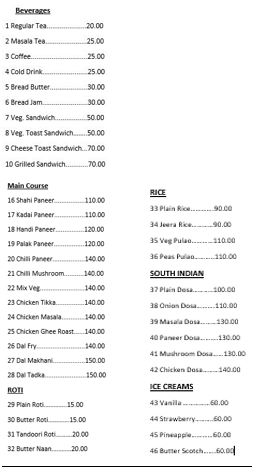 Beverages
1 Regular Tea..............20.00
2 Masala Tea...............25.00
3 Coffee.....................25.00
4 Cold Drink................25.00
5 Bread Butter.............30.00
6 Bread Jam................30.00
7 Veg. Sandwich...........50.00
8 Veg. Toast Sandwich.....50.00
9 Cheese Toast Sandwich..70.00
10 Grilled Sandwich.........70.00
Main Course
16 Shahi Paneer.............110.00
17 Kadai Paneer.............110.00
18 Handi Paneer.............120.00
19 Palak Paneer.............120.00
20 Chilli Paneer.............140.00
21 Chilli Mushroom..........140.00
22 Mix Veg...................140.00
23 Chicken Tikka............140.00
24 Chicken Masala...........140.00
25 Chicken Ghee Roast.....140.00
26 Dal Fry....................140.00
27 Dal Makhani..............150.00
28 Dal Tadka.................150.00
ROTI
29 Plain Roti...........15.00
30 Butter Roti..........15.00
31 Tandoori Roti.......20.00
32 Butter Naan.........20.00
RICE
33 Plain Rice...........90.00
34 Jeera Rice...........90.00
35 Veg Pulao...........110.00
36 Peas Pulao..........110.00
SOUTH INDIAN
37 Plain Dosa..........100.00
38 Onion Dosa.........110.00
39 Masala Dosa........130.00
40 Paneer Dosa........130.00
41 Mushroom Dosa.....130.00
42 Chicken Dosa.......140.00
ICE CREAMS
43 Vanilla............60.00
44 Strawberry........60.00
45 Pineapple.........60.00
46 Butter Scotch.....60.00